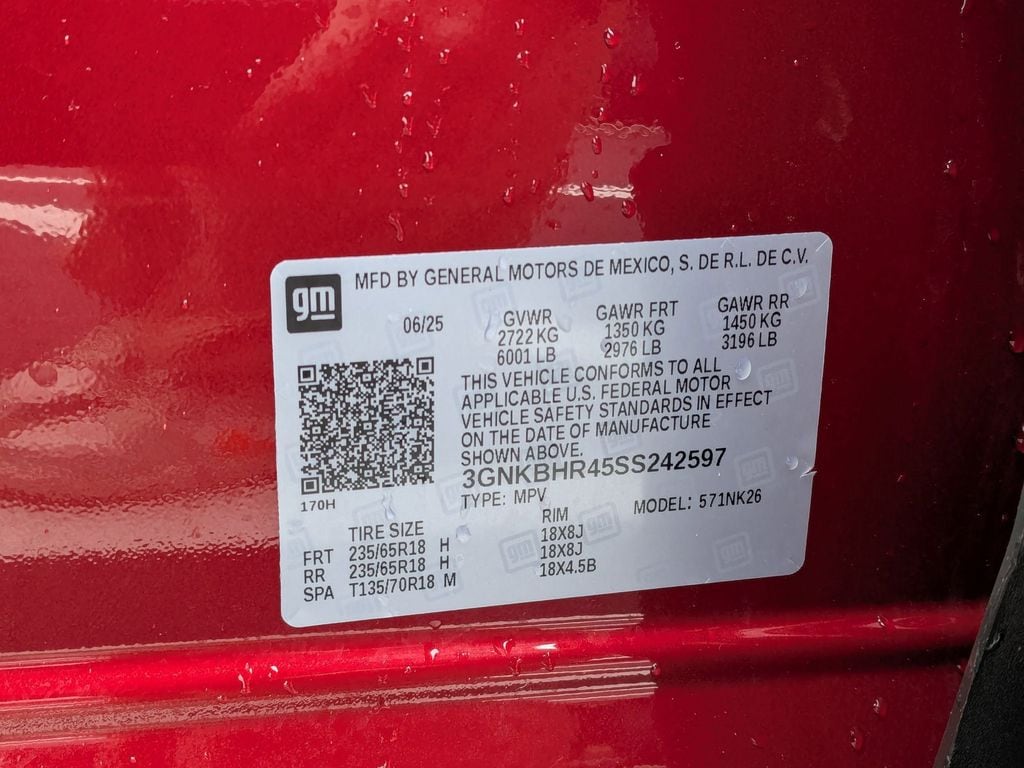 gm
MFD BY GENERAL MOTORS DE MEXICO, S. DE R.L. DE C.V.
06/25
GVWR GAWR FRT GAWR RR
2722 KG 1350 KG 1450 KG
6001 LB 2976 LB 3196 LB
THIS VEHICLE CONFORMS TO ALL
APPLICABLE U.S. FEDERAL MOTOR
VEHICLE SAFETY STANDARDS IN EFFECT
ON THE DATE OF MANUFACTURE
SHOWN ABOVE.
3GNKBHR45SS242597
170H
TYPE: MPV MODEL: 571NK26
TIRE SIZE RIM
FRT 235/65R18 H 18X8J
RR 235/65R18 H 18X8J
SPA T135/70R18 M 18X4.5B